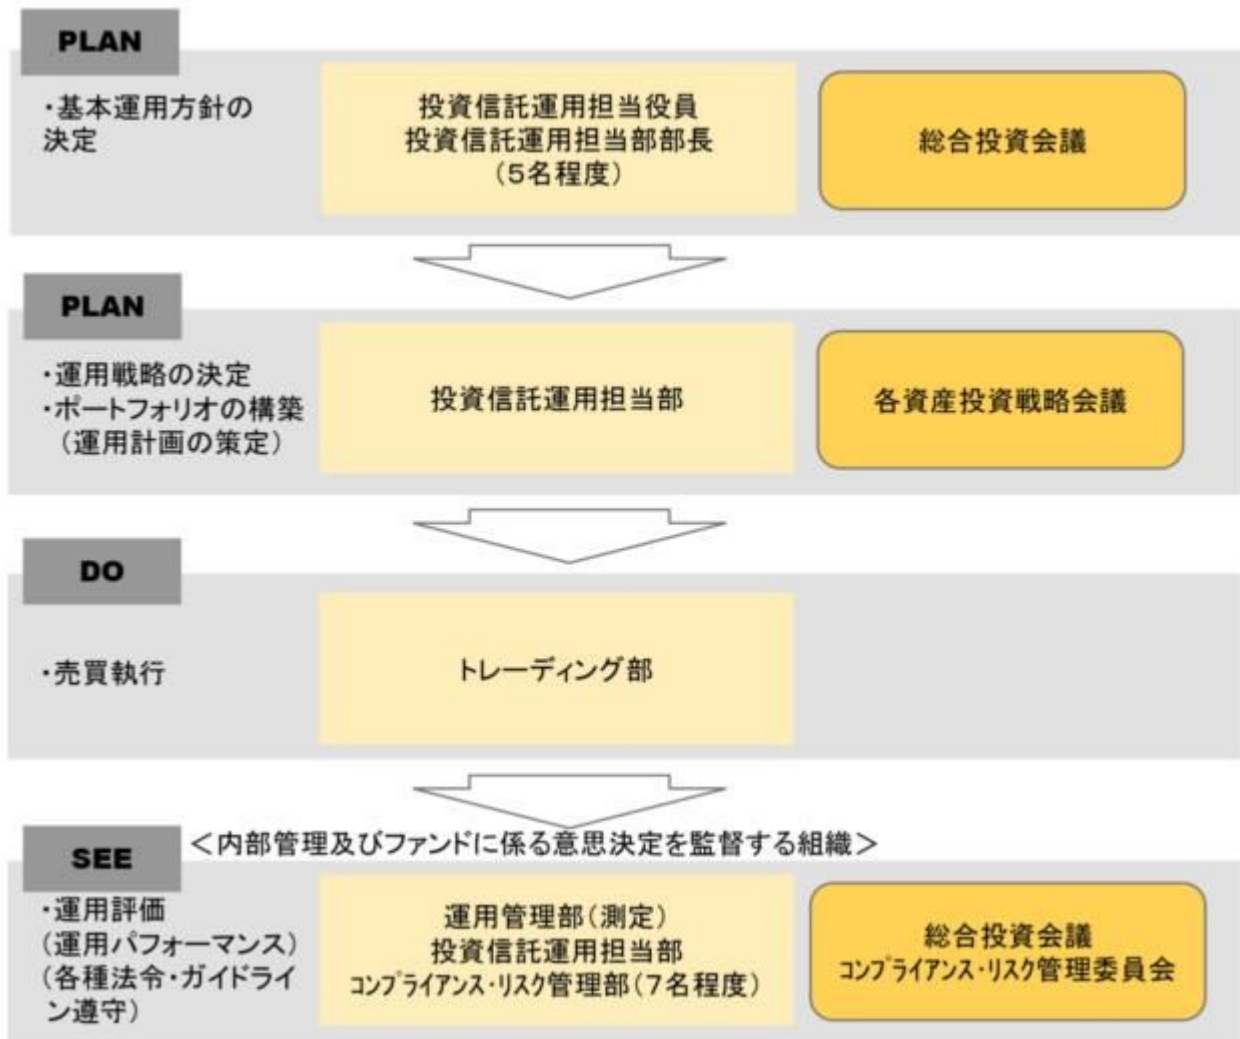 PLAN
・基本運用方針の
決定
投資信託運用担当役員
投資信託運用担当部部長
（5名程度）
総合投資会議
PLAN
・運用戦略の決定
・ポートフォリオの構築
（運用計画の策定）
投資信託運用担当部
各資産投資戦略会議
DO
・売買執行
トレーディング部
SEE
＜内部管理及びファンドに係る意思決定を監督する組織＞
・運用評価
（運用パフォーマンス）
（各種法令・ガイドライ
ン遵守）
運用管理部（測定）
投資信託運用担当部
ｺﾝﾌﾟﾗｲｱﾝｽ・ﾘｽｸ管理部（7名程度）
総合投資会議
ｺﾝﾌﾟﾗｲｱﾝｽ・ﾘｽｸ管理委員会